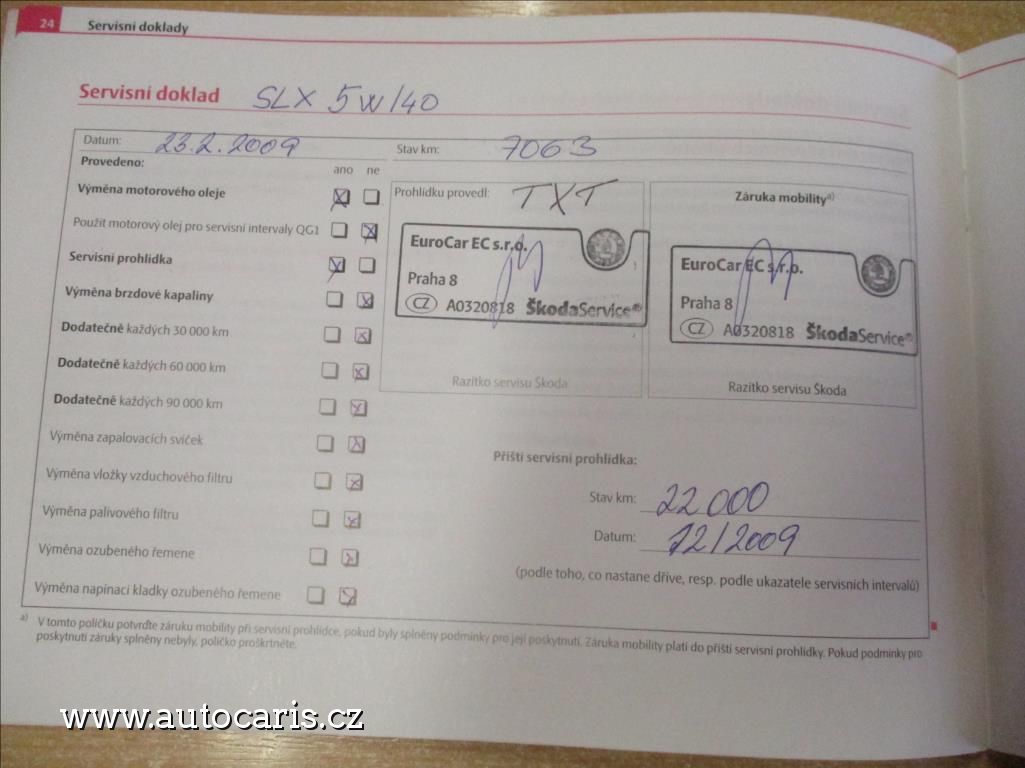 24 Servisní doklady
Servisní doklad SLX 5W/40
Datum: 23.2.2009 Stav km: 7063
Provedeno: ano ne
Výměna motorového oleje
Použit motorový olej pro servisní intervaly QG1
Servisní prohlídka
Výměna brzdové kapaliny
Dodatečně každých 30 000 km
Dodatečně každých 60 000 km
Dodatečně každých 90 000 km
Výměna zapalovacích svíček
Výměna vložky vzduchového filtru
Výměna palivového filtru
Výměna ozubeného řemene
Výměna napínací kladky ozubeného řemene
Prohlídku provedl: TXT
EuroCar EC s.r.o.
Praha 8
CZ A0320818 ŠkodaService®
Razítko servisu Škoda
Záruka mobility a)
EuroCar EC s.r.o.
Praha 8
CZ A0320818 ŠkodaService®
Razítko servisu Škoda
Příští servisní prohlídka:
Stav km: 22 000
Datum: 12/2009
(podle toho, co nastane dříve, resp. podle ukazatele servisních intervalů)
a) V tomto políčku potvrďte záruku mobility při servisní prohlídce, pokud byly splněny podmínky pro její poskytnutí. Záruka mobility platí do příští servisní prohlídky. Pokud podmínky pro
poskytnutí záruky splněny nebyly, políčko proškrtněte.
www.autocaris.cz